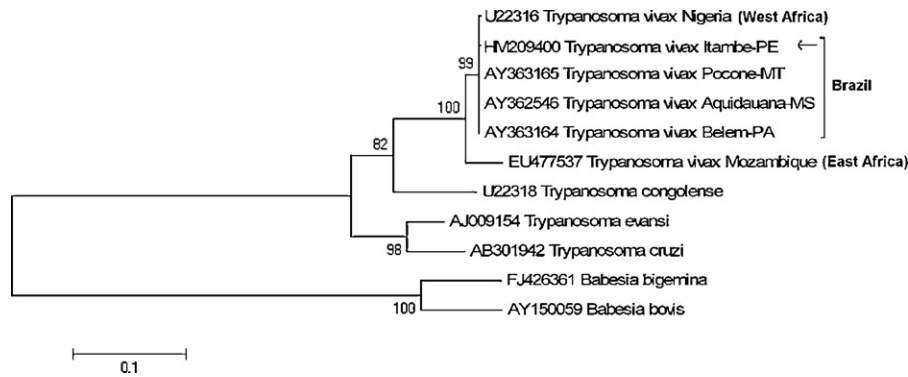 U22316 Trypanosoma vivax Nigeria (West Africa)
HM209400 Trypanosoma vivax Itambe-PE
99
AY363165 Trypanosoma vivax Pocone-MT
Brazil
100
AY362546 Trypanosoma vivax Aquidauana-MS
AY363164 Trypanosoma vivax Belem-PA
82
EU477537 Trypanosoma vivax Mozambique (East Africa)
U22318 Trypanosoma congolense
AJ009154 Trypanosoma evansi
98
AB301942 Trypanosoma cruzi
FJ426361 Babesia bigemina
100
AY150059 Babesia bovis
0.1